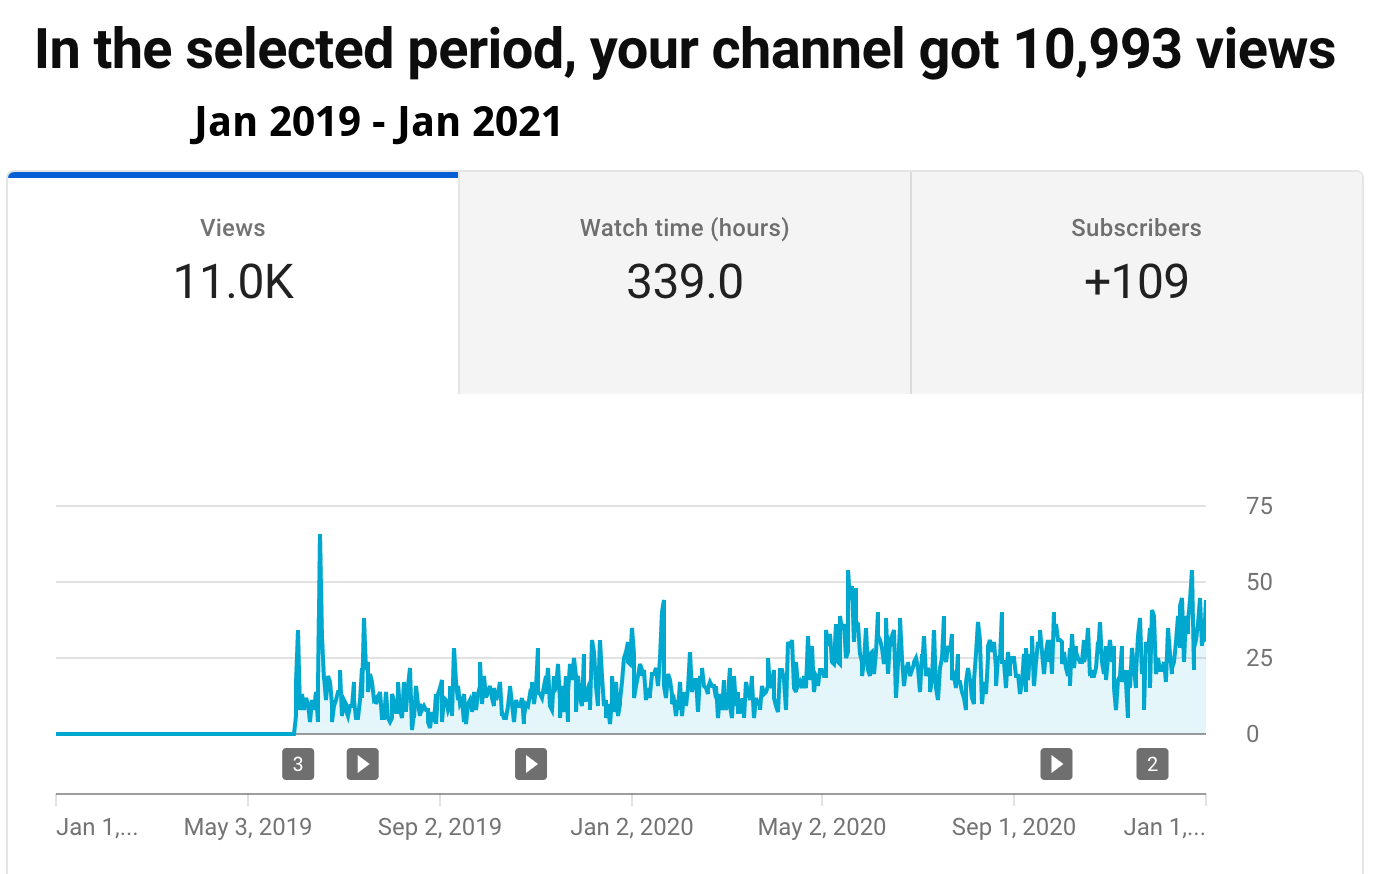 In the selected period, your channel got 10,993 views
Jan 2019 - Jan 2021
Views
11.0K
Watch time (hours)
339.0
Subscribers
+109
75
50
25
0
3
2
Jan 1,... May 3, 2019 Sep 2, 2019 Jan 2, 2020 May 2, 2020 Sep 1, 2020 Jan 1,...